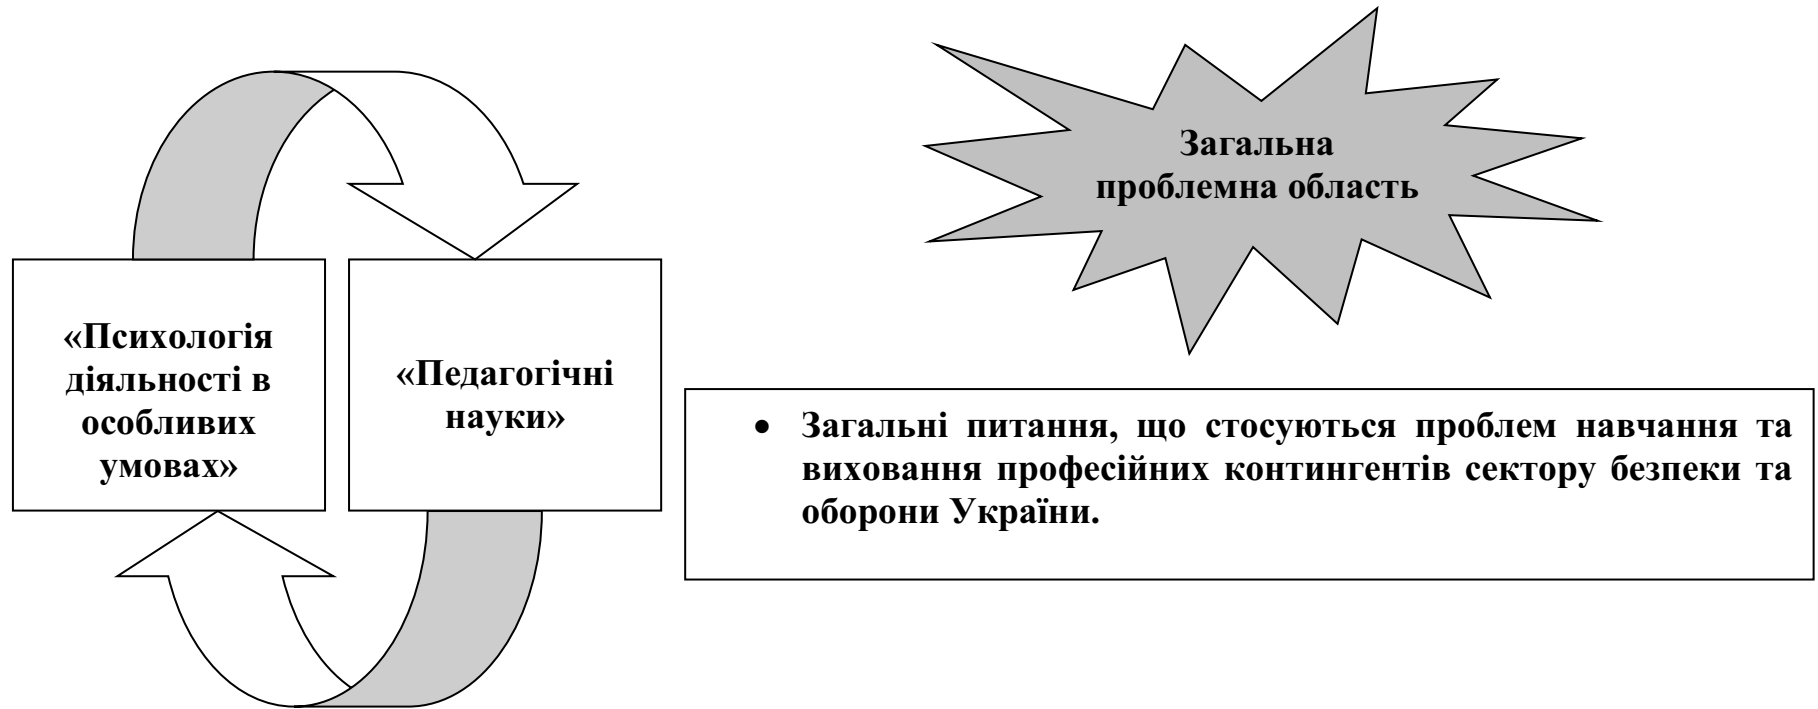 Загальна
проблемна область
«Психологія
діяльності в
особливих
умовах»
«Педагогічні
науки»
• Загальні питання, що стосуються проблем навчання та
виховання професійних контингентів сектору безпеки та
оборони України.